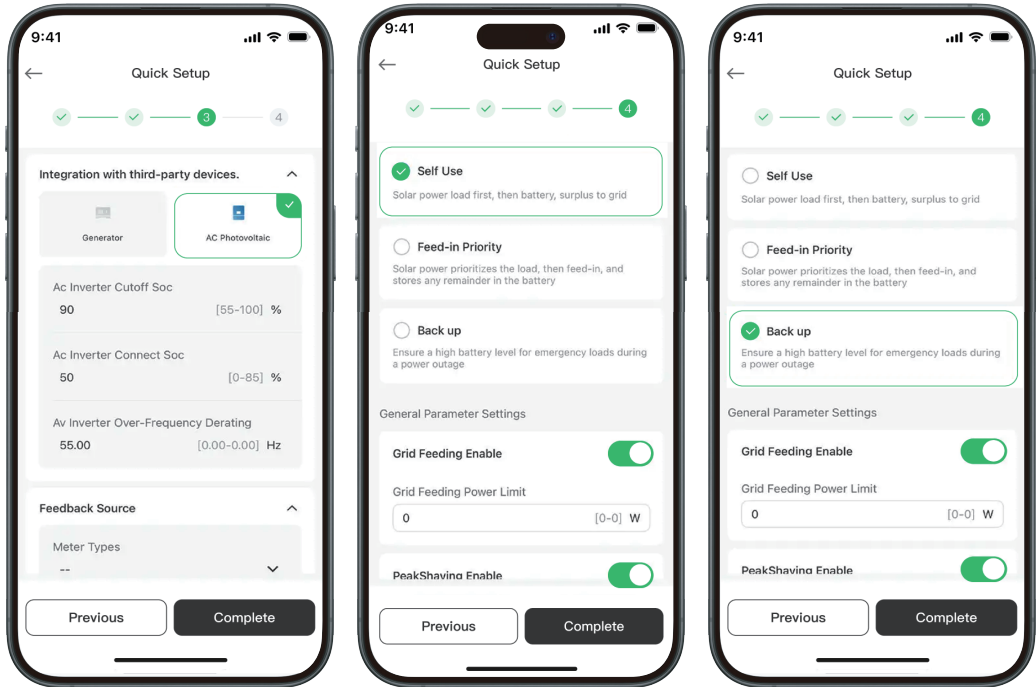 9:41
Quick Setup
3
4
Integration with third-party devices.
Generator
AC Photovoltaic
Ac Inverter Cutoff Soc
90 [55-100] %
Ac Inverter Connect Soc
50 [0-85] %
Av Inverter Over-Frequency Derating
55.00 [0.00-0.00] Hz
Feedback Source
Meter Types
--
Previous
Complete
9:41
Quick Setup
4
Self Use
Solar power load first, then battery, surplus to grid
Feed-in Priority
Solar power prioritizes the load, then feed-in, and
stores any remainder in the battery
Back up
Ensure a high battery level for emergency loads during
a power outage
General Parameter Settings
Grid Feeding Enable
Grid Feeding Power Limit
0 [0-0] W
PeakShaving Enable
Previous
Complete
9:41
Quick Setup
4
Self Use
Solar power load first, then battery, surplus to grid
Feed-in Priority
Solar power prioritizes the load, then feed-in, and
stores any remainder in the battery
Back up
Ensure a high battery level for emergency loads during
a power outage
General Parameter Settings
Grid Feeding Enable
Grid Feeding Power Limit
0 [0-0] W
PeakShaving Enable
Previous
Complete